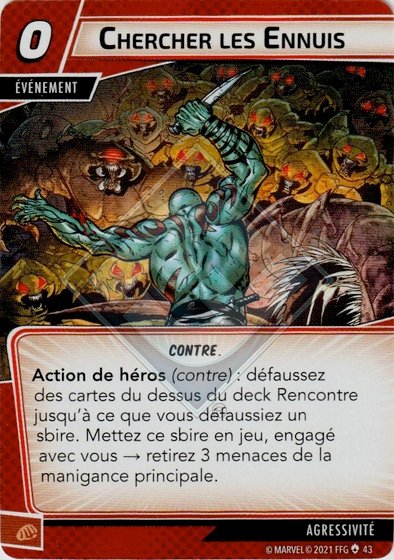 0
CHERCHER LES ENNUIS
ÉVÉNEMENT
CONTRE.
Action de héros (contre) : défaussez
des cartes du dessus du deck Rencontre
jusqu'à ce que vous défaussiez un
sbire. Mettez ce sbire en jeu, engagé
avec vous → retirez 3 menaces de la
manigance principale.
AGRESSIVITÉ
© MARVEL © 2021 FFG 43